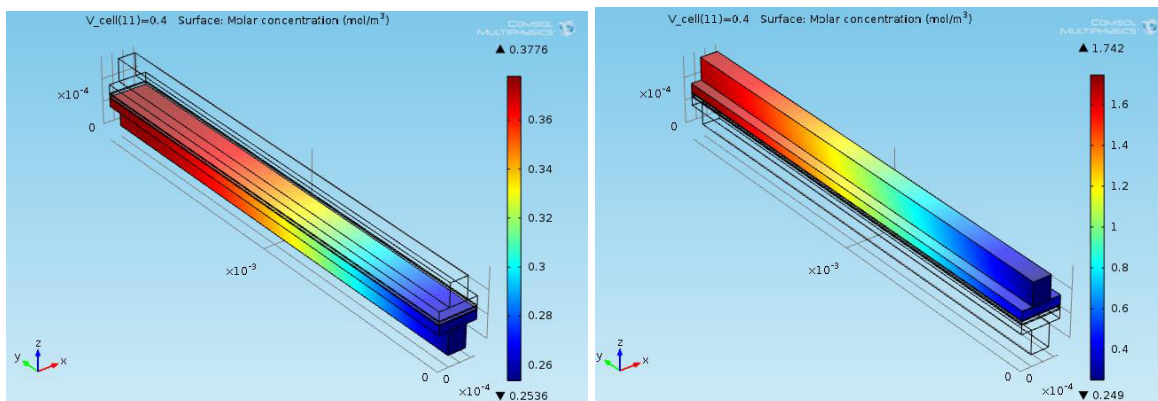 V_cell(11)=0.4 Surface: Molar concentration (mol/m³)
COMSOL
MULTIPHYSICS
▲ 0.3776
×10⁻⁴
0
0.36
0.34
0.32
0.3
0.28
0.26
×10⁻³
z
y
x
0
0
×10⁻⁴
▼ 0.2536
V_cell(11)=0.4 Surface: Molar concentration (mol/m³)
COMSOL
MULTIPHYSICS
▲ 1.742
×10⁻⁴
0
1.6
1.4
1.2
1
0.8
0.6
0.4
×10⁻³
z
y
x
0
0
×10⁻⁴
▼ 0.249